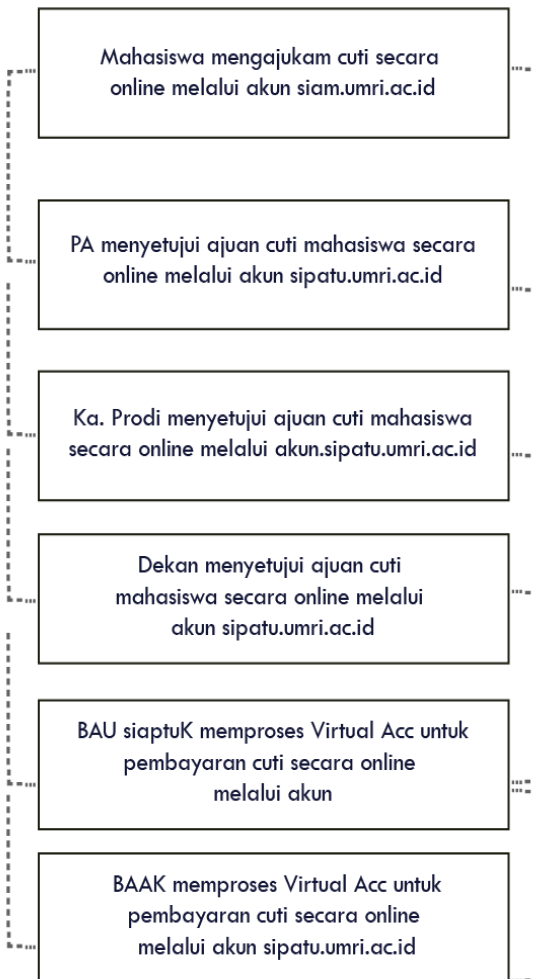 Mahasiswa mengajukam cuti secara
online melalui akun siam.umri.ac.id
PA menyetujui ajuan cuti mahasiswa secara
online melalui akun sipatu.umri.ac.id
Ka. Prodi menyetujui ajuan cuti mahasiswa
secara online melalui akun.sipatu.umri.ac.id
Dekan menyetujui ajuan cuti
mahasiswa secara online melalui
akun sipatu.umri.ac.id
BAU siaptuK memproses Virtual Acc untuk
pembayaran cuti secara online
melalui akun
BAAK memproses Virtual Acc untuk
pembayaran cuti secara online
melalui akun sipatu.umri.ac.id